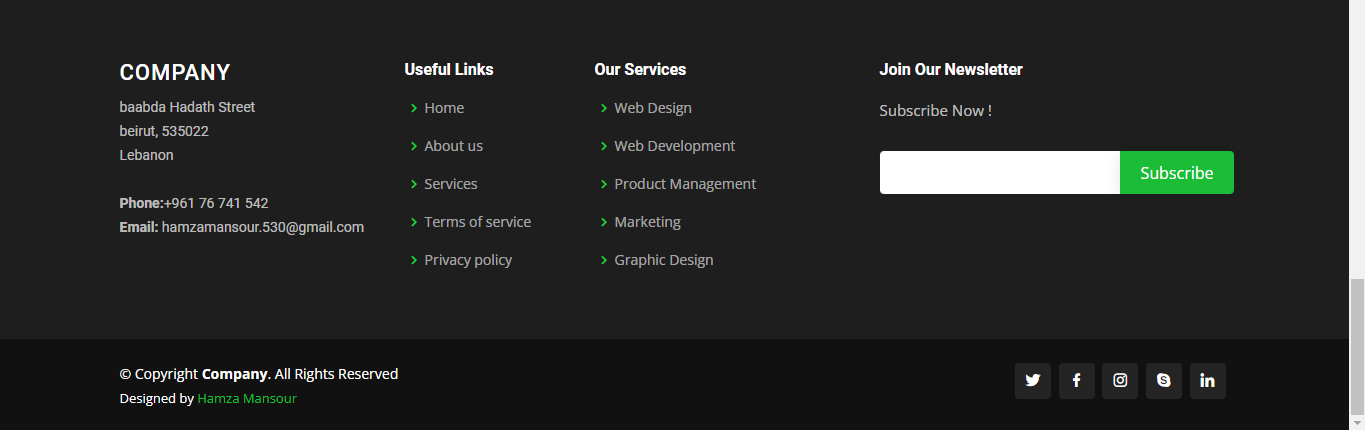 COMPANY
baabda Hadath Street
beirut, 535022
Lebanon
Phone:+961 76 741 542
Email: hamzamansour.530@gmail.com
Useful Links
Home
About us
Services
Terms of service
Privacy policy
Our Services
Web Design
Web Development
Product Management
Marketing
Graphic Design
Join Our Newsletter
Subscribe Now !
Subscribe
© Copyright Company. All Rights Reserved
Designed by Hamza Mansour